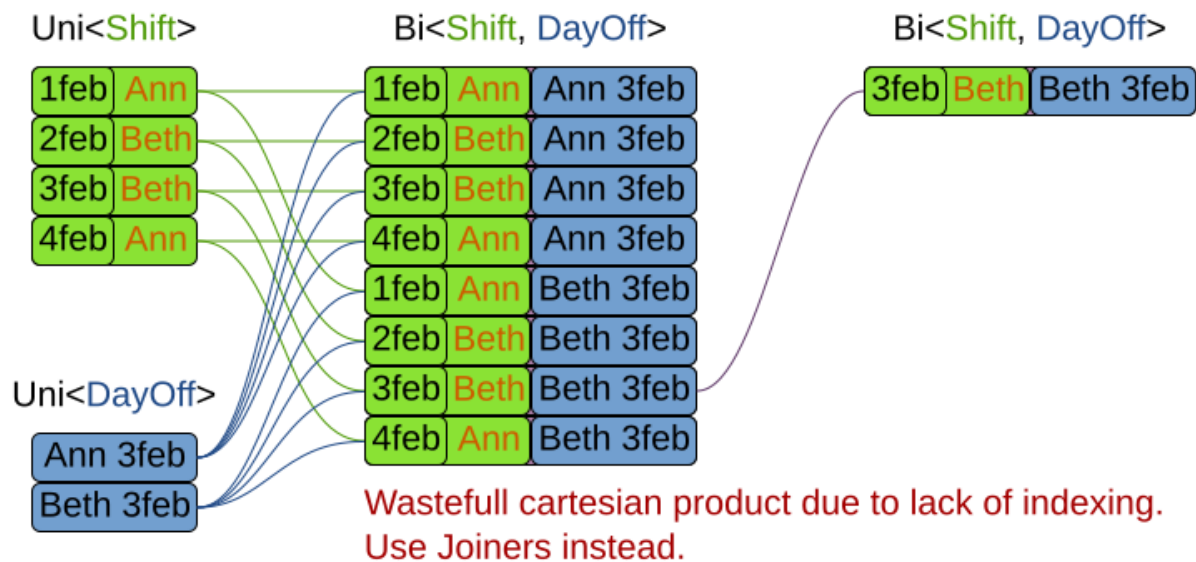 Uni<Shift>
Bi<Shift, DayOff>
Bi<Shift, DayOff>
1feb Ann
2feb Beth
3feb Beth
4feb Ann
Uni<DayOff>
Ann 3feb
Beth 3feb
1feb Ann Ann 3feb
2feb Beth Ann 3feb
3feb Beth Ann 3feb
4feb Ann Ann 3feb
1feb Ann Beth 3feb
2feb Beth Beth 3feb
3feb Beth Beth 3feb
4feb Ann Beth 3feb
3feb Beth Beth 3feb
Wastefull cartesian product due to lack of indexing.
Use Joiners instead.